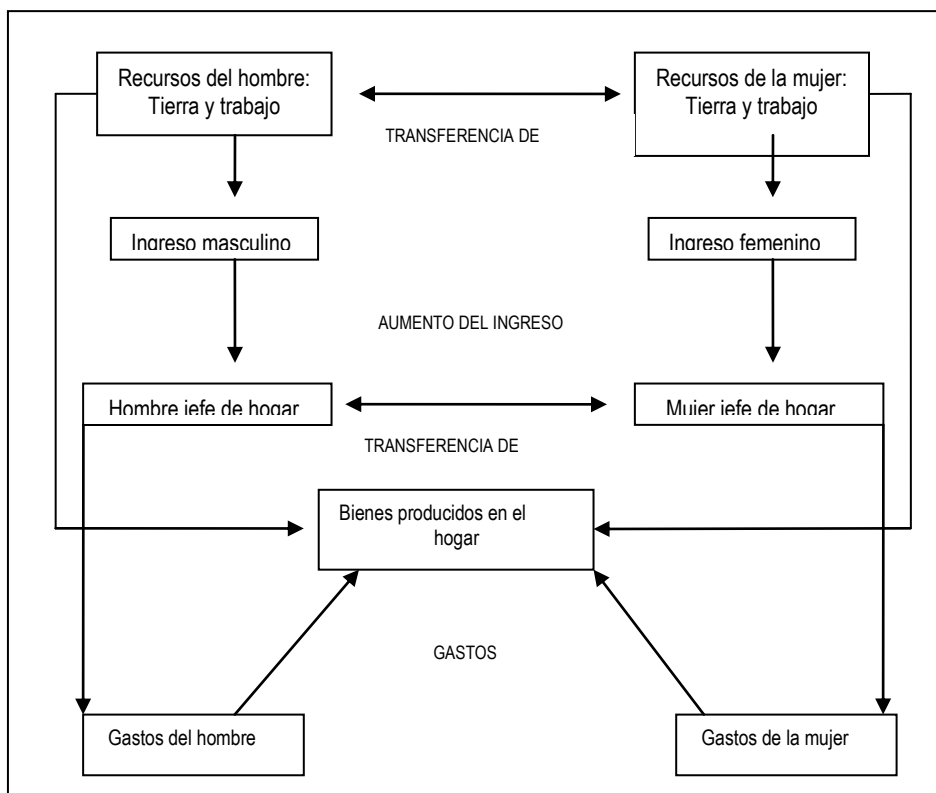 Recursos del hombre:
Tierra y trabajo
Recursos de la mujer:
Tierra y trabajo
TRANSFERENCIA DE
Ingreso masculino
Ingreso femenino
AUMENTO DEL INGRESO
Hombre jefe de hogar
Mujer jefe de hogar
TRANSFERENCIA DE
Bienes producidos en el
hogar
GASTOS
Gastos del hombre
Gastos de la mujer